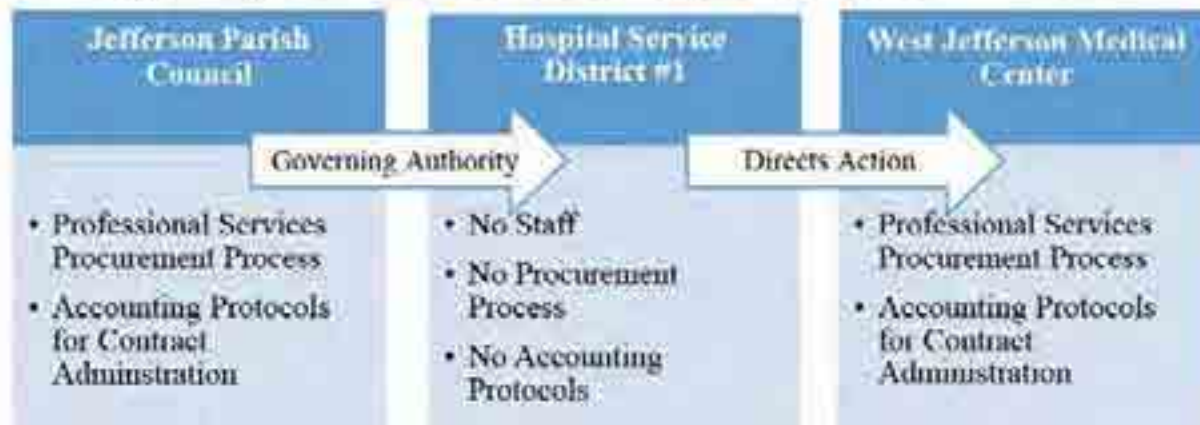 Jefferson Parish
Council
Governing Authority
• Professional Services
Procurement Process
• Accounting Protocols
for Contract
Adminstration
Hospital Service
District #1
Directs Action
• No Staff
• No Procurement
Process
• No Accounting
Protocols
West Jefferson Medical
Center
• Professional Services
Procurement Process
• Accounting Protocols
for Contract
Administration